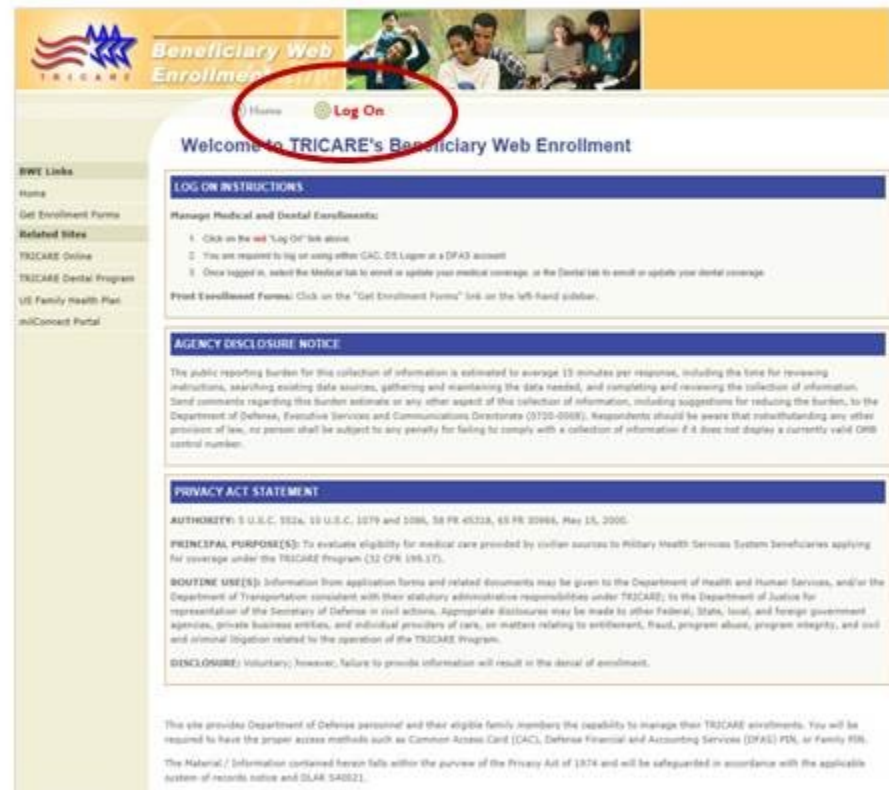 TRICARE
Beneficiary Web
Enrollment
Home
Log On
Welcome to TRICARE's Beneficiary Web Enrollment
BWE Links
Home
Get Enrollment Forms
Related Sites
TRICARE Online
TRICARE Dental Program
US Family Health Plan
milConnect Portal
LOG ON INSTRUCTIONS
Manage Medical and Dental Enrollments:
1 Click on the red "Log On" link above.
2 You are required to log on using either CAC, DS Logon or a DFAS account
3 Once logged in, select the Medical tab to enroll or update your medical coverage, or the Dental tab to enroll or update your dental coverage.
Print Enrollment Forms: Click on the "Get Enrollment Forms" link on the left-hand sidebar.
AGENCY DISCLOSURE NOTICE
The public reporting burden for this collection of information is estimated to average 15 minutes per response, including the time for reviewing
instructions, searching existing data sources, gathering and maintaining the data needed, and completing and reviewing the collection of information.
Send comments regarding this burden estimate or any other aspect of this collection of information, including suggestions for reducing the burden, to the
Department of Defense, Executive Services and Communications Directorate (0720-0008). Respondents should be aware that notwithstanding any other
provision of law, no person shall be subject to any penalty for failing to comply with a collection of information if it does not display a currently valid OMB
control number.
PRIVACY ACT STATEMENT
AUTHORITY: 5 U.S.C. 552a, 10 U.S.C. 1079 and 1086, 58 FR 45318, 65 FR 30966, May 15, 2000.
PRINCIPAL PURPOSE[S]: To evaluate eligibility for medical care provided by civilian sources to Military Health Services System beneficiaries applying
for coverage under the TRICARE Program (32 CFR 199.17).
ROUTINE USE[S]: Information from application forms and related documents may be given to the Department of Health and Human Services, and/or the
Department of Transportation consistent with their statutory administrative responsibilities under TRICARE; to the Department of Justice for
representation of the Secretary of Defense in civil actions. Appropriate disclosures may be made to other Federal, State, local, and foreign government
agencies, private business entities, and individual providers of care, on matters relating to entitlement, fraud, program abuse, program integrity, and civil
and criminal litigation related to the operation of the TRICARE Program.
DISCLOSURE: Voluntary; however, failure to provide information will result in the denial of enrollment.
This site provides Department of Defense personnel and their eligible family members the capability to manage their TRICARE enrollments. You will be
required to have the proper access methods such as Common Access Card (CAC), Defense Financial and Accounting Services (DFAS) PIN, or Family PIN.
The Material / Information contained herein falls within the purview of the Privacy Act of 1974 and will be safeguarded in accordance with the applicable
system of records notice and DLAR 5400.21.